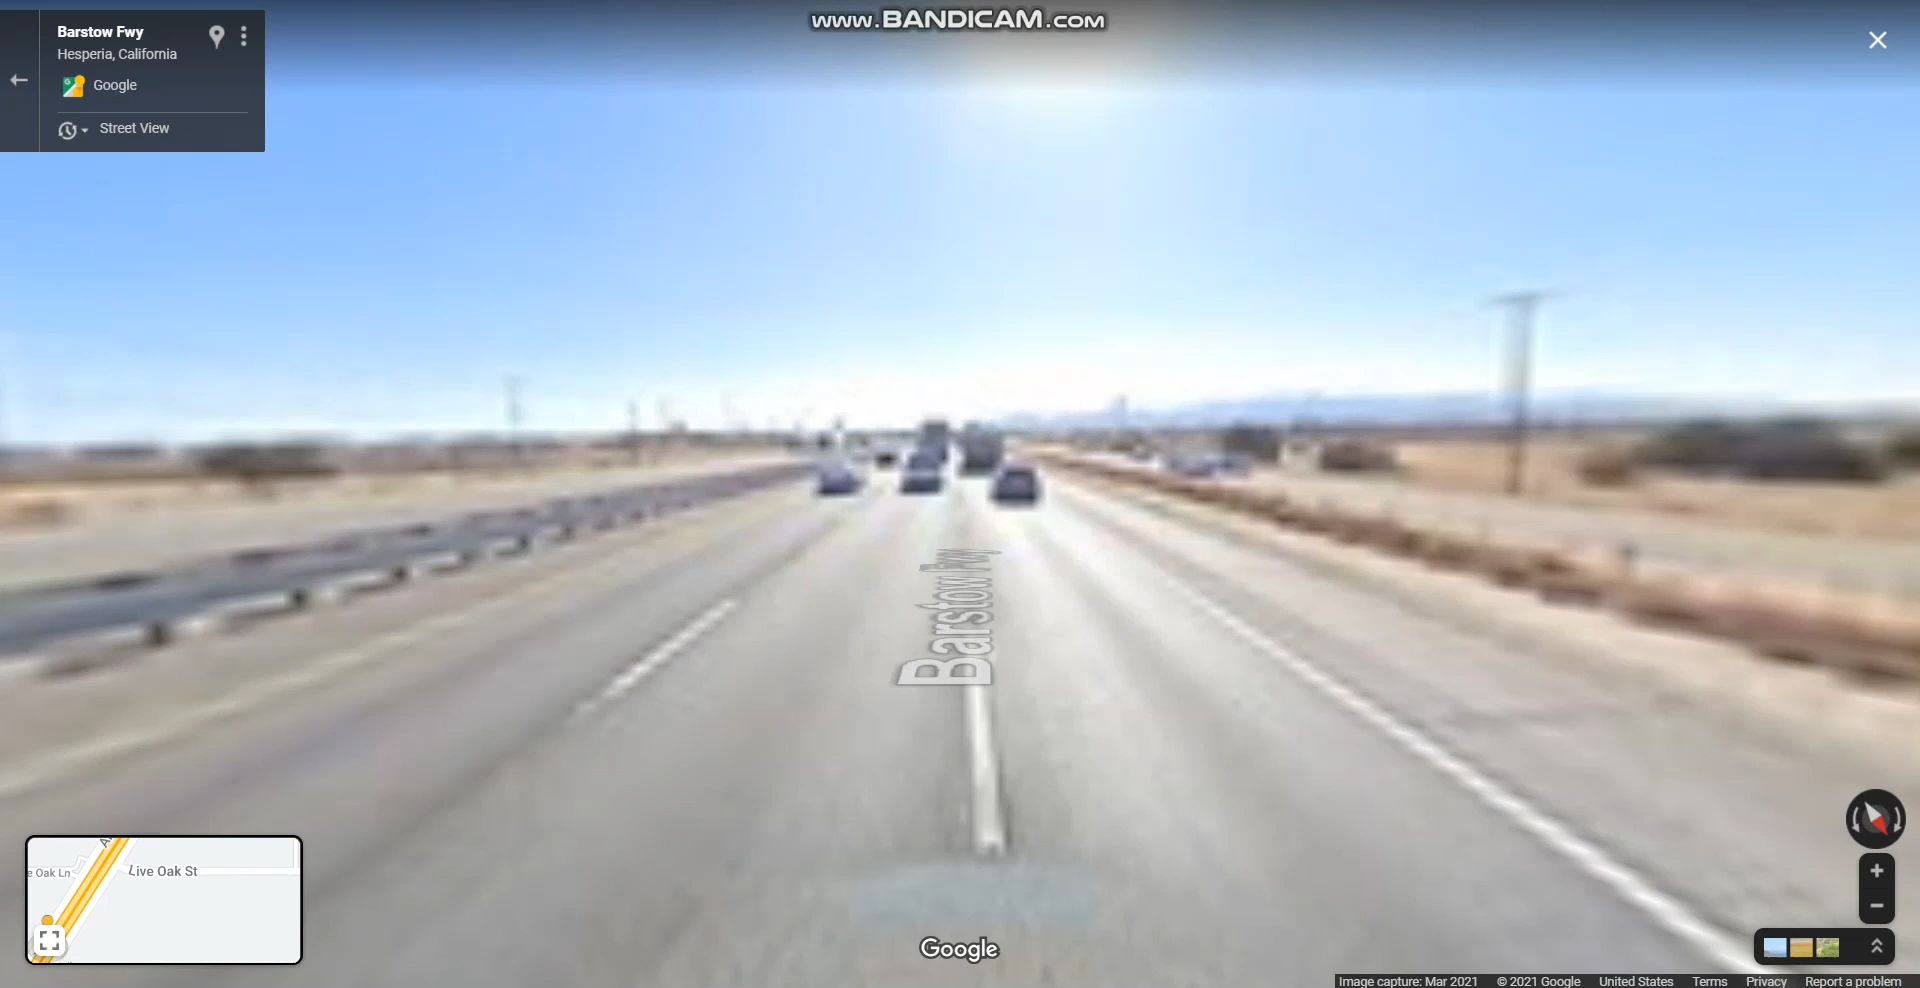 www.BANDICAM.com
Barstow Fwy
Hesperia, California
Google
Street View
Barstow Fwy
e Oak Ln
A
Live Oak St
Google
Image capture: Mar 2021 © 2021 Google United States Terms Privacy Report a problem